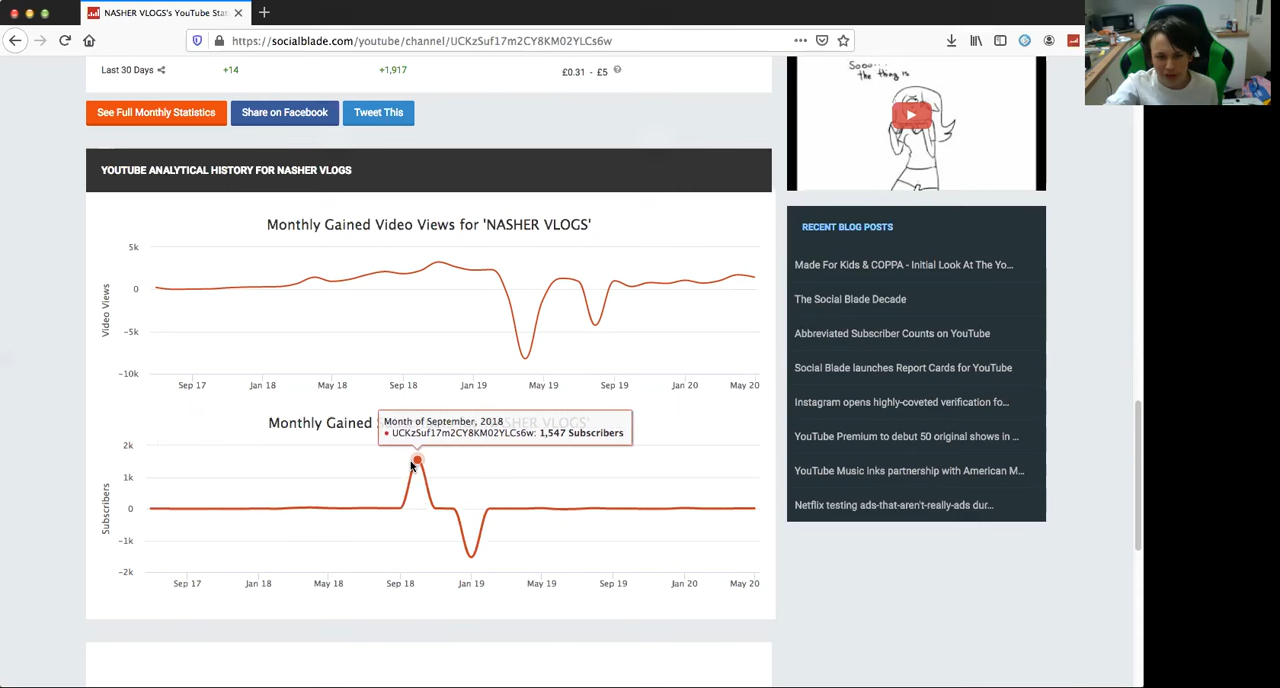 NASHER VLOGS's YouTube Stat
https://socialblade.com/youtube/channel/UCKzSuf17m2CY8KM02YLCs6w
Last 30 Days
+14
+1,917
£0.31 - £5
See Full Monthly Statistics
Share on Facebook
Tweet This
Sooo...
the thing is
YOUTUBE ANALYTICAL HISTORY FOR NASHER VLOGS
Monthly Gained Video Views for 'NASHER VLOGS'
Video Views
5k
0
-5k
-10k
Sep 17
Jan 18
May 18
Sep 18
Jan 19
May 19
Sep 19
Jan 20
May 20
Monthly Gained S
SHER VLOGS'
Month of September, 2018
UCKzSuf17m2CY8KM02YLCs6w: 1,547 Subscribers
Subscribers
2k
1k
0
-1k
-2k
Sep 17
Jan 18
May 18
Sep 18
Jan 19
May 19
Sep 19
Jan 20
May 20
RECENT BLOG POSTS
Made For Kids & COPPA - Initial Look At The Yo...
The Social Blade Decade
Abbreviated Subscriber Counts on YouTube
Social Blade launches Report Cards for YouTube
Instagram opens highly-coveted verification fo...
YouTube Premium to debut 50 original shows in ...
YouTube Music inks partnership with American M...
Netflix testing ads-that-aren't-really-ads dur...